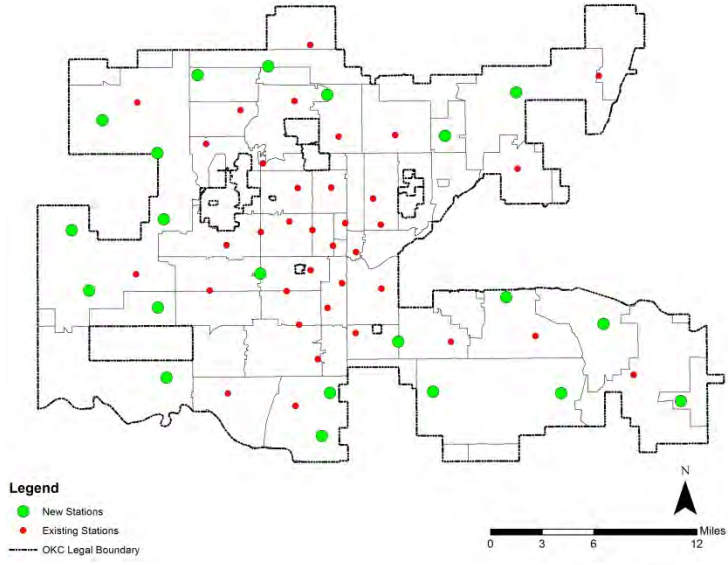 Legend
New Stations
Existing Stations
OKC Legal Boundary
N
Miles
0 3 6 12